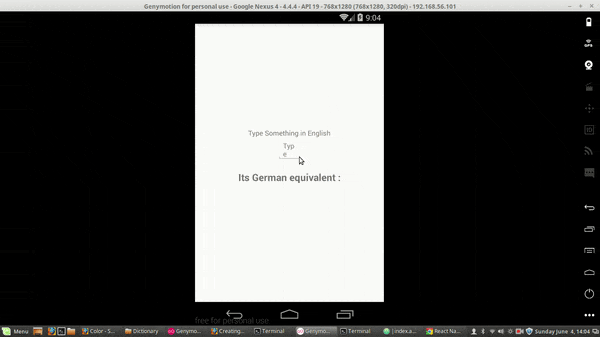 Genymotion for personal use - Google Nexus 4 - 4.4.4 - API 19 - 768x1280 (768x1280, 320dpi) - 192.168.56.101
9:04
Type Something in English
Typ
e
Its German equivalent :
GPS
free for personal use
Menu
Color - S...
Dictionary
Genymo...
Creating...
Terminal
Genymo...
Terminal
index.a...
React Na...
Sunday June 4, 14:04